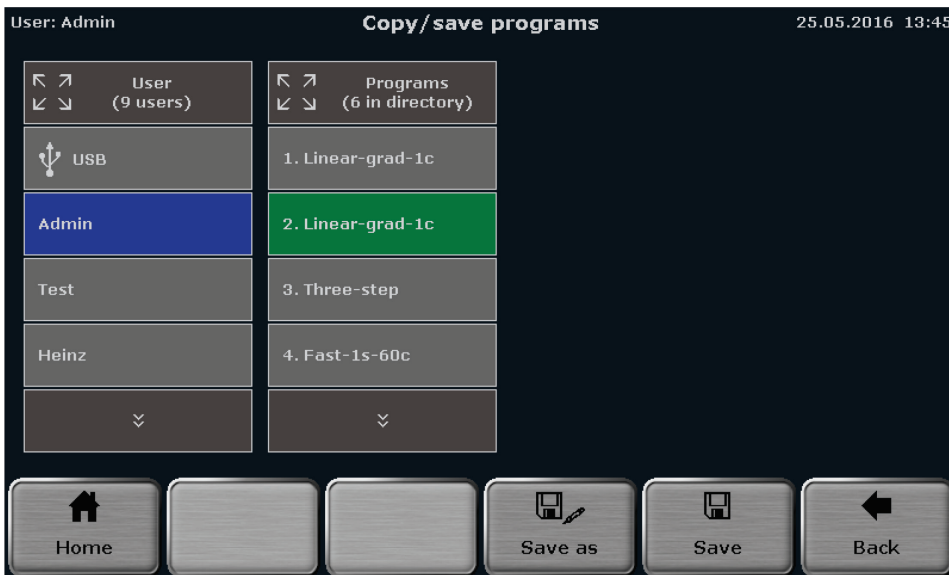 User: Admin
Copy/save programs
25.05.2016 13:45
User
(9 users)
Programs
(6 in directory)
USB
1. Linear-grad-1c
Admin
2. Linear-grad-1c
Test
3. Three-step
Heinz
4. Fast-1s-60c
Home
Save as
Save
Back